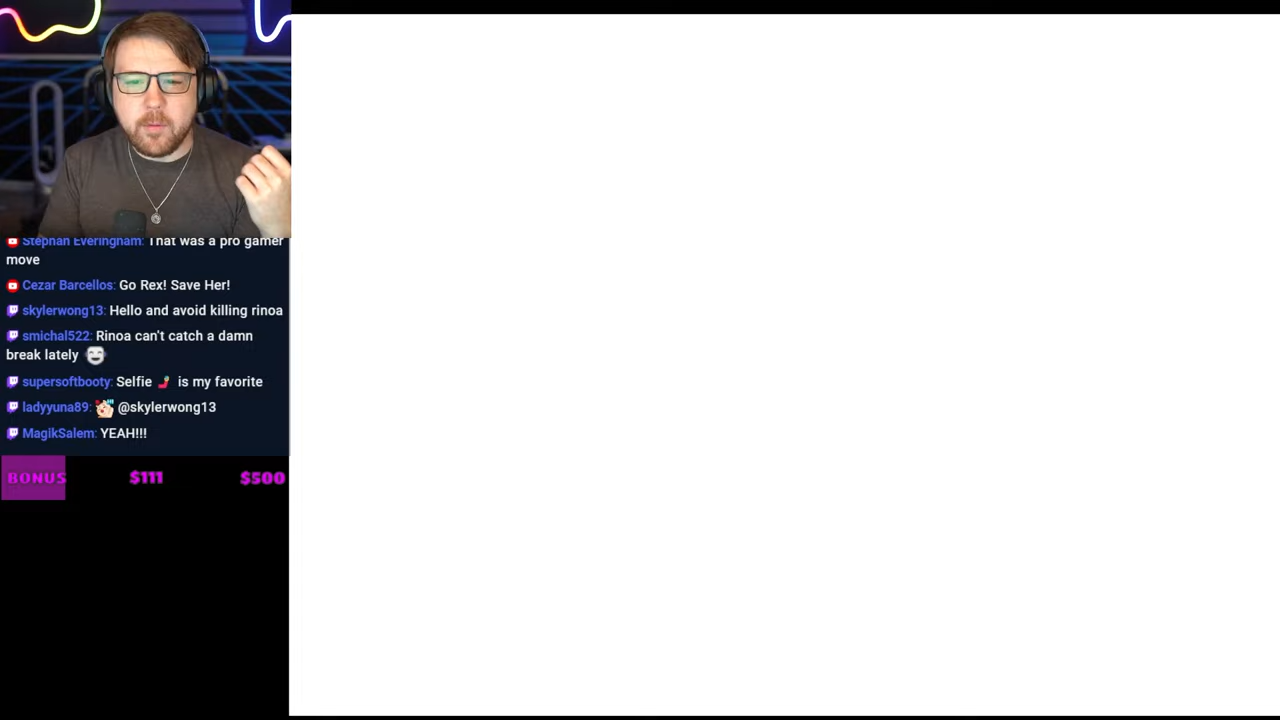 Stephan Everingham: That was a pro gamer
move
Cezar Barcellos: Go Rex! Save Her!
skylerwong13: Hello and avoid killing rinoa
smichal522: Rinoa can't catch a damn
break lately
supersoftbooty: Selfie is my favorite
ladyyuna89: @skylerwong13
MagikSalem: YEAH!!!
BONUS $111 $500